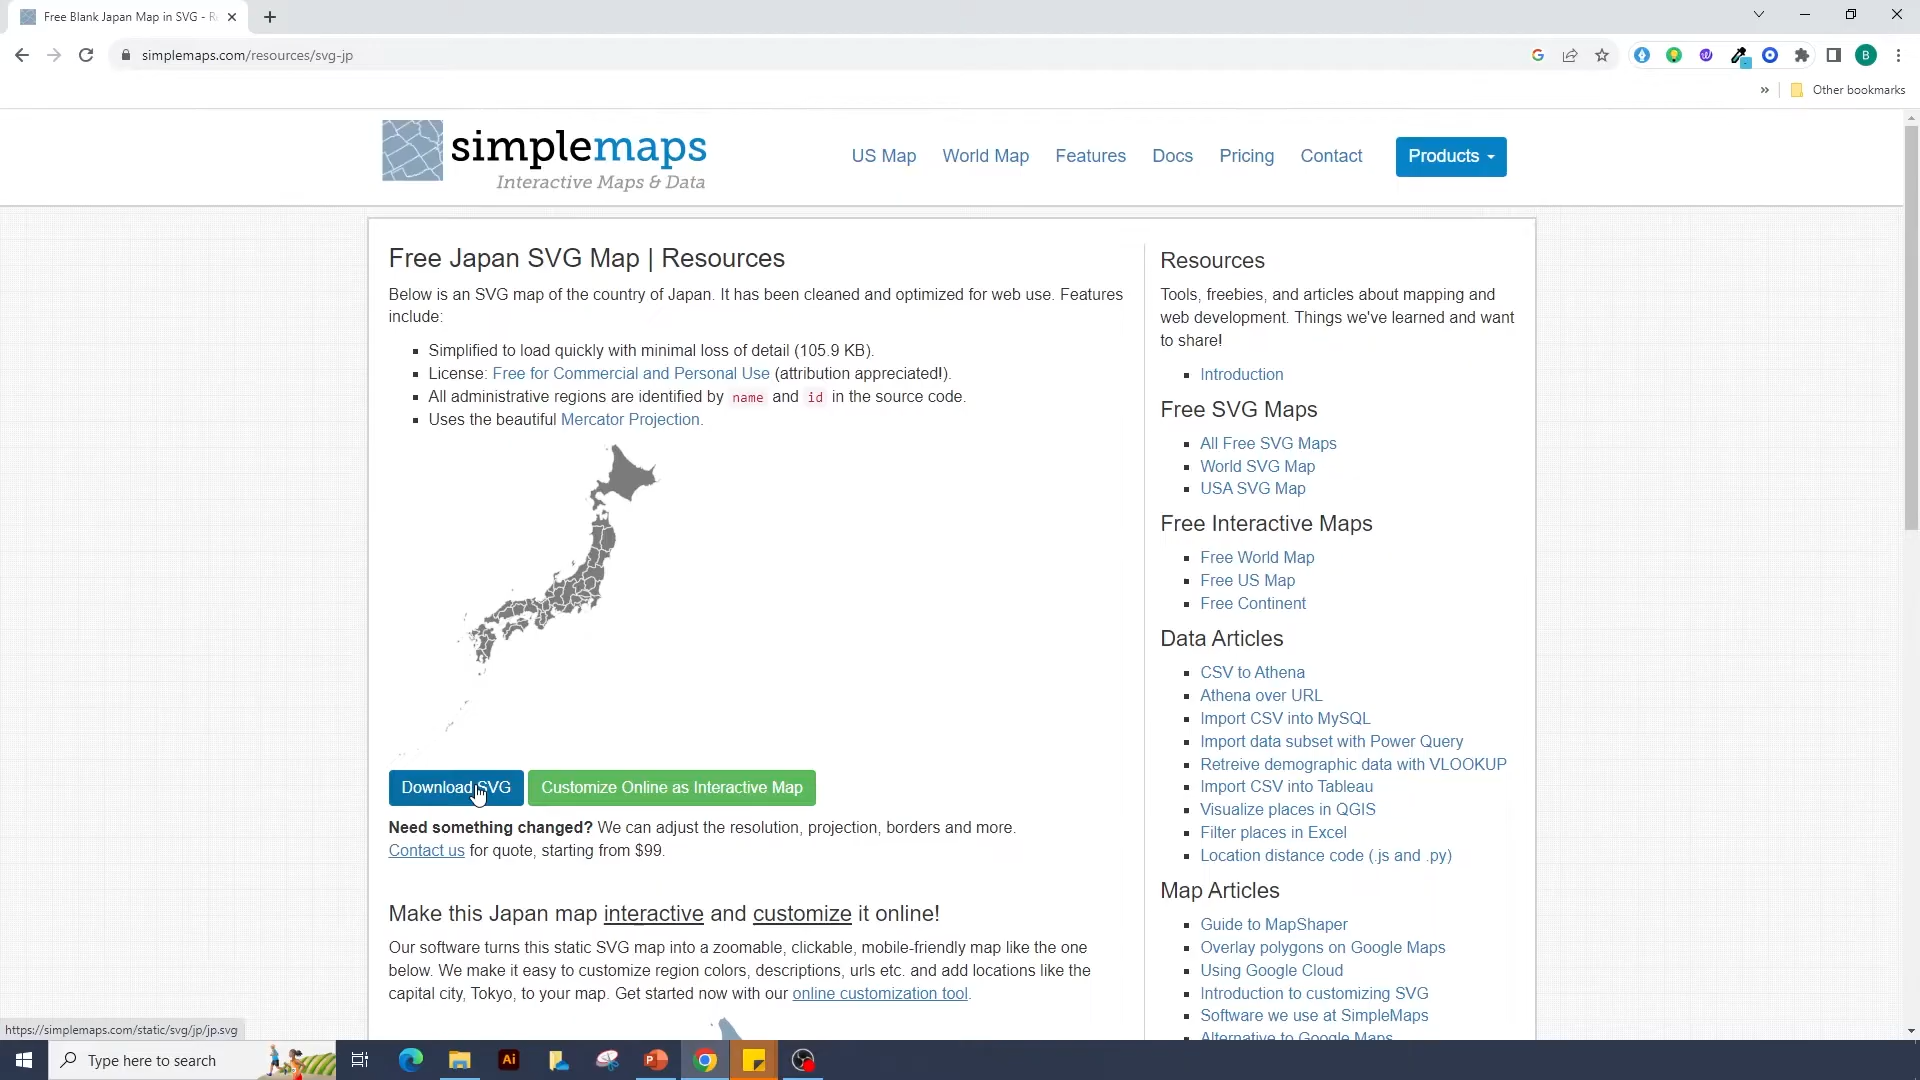 Free Blank Japan Map in SVG - Re
simplemaps.com/resources/svg-jp
B
» Other bookmarks
simplemaps
Interactive Maps & Data
US Map World Map Features Docs Pricing Contact Products
Free Japan SVG Map | Resources
Below is an SVG map of the country of Japan. It has been cleaned and optimized for web use. Features
include:
Simplified to load quickly with minimal loss of detail (105.9 KB).
License: Free for Commercial and Personal Use (attribution appreciated!).
All administrative regions are identified by name and id in the source code.
Uses the beautiful Mercator Projection.
Download SVG Customize Online as Interactive Map
Need something changed? We can adjust the resolution, projection, borders and more.
Contact us for quote, starting from $99.
Make this Japan map interactive and customize it online!
Our software turns this static SVG map into a zoomable, clickable, mobile-friendly map like the one
below. We make it easy to customize region colors, descriptions, urls etc. and add locations like the
capital city, Tokyo, to your map. Get started now with our online customization tool.
Resources
Tools, freebies, and articles about mapping and
web development. Things we've learned and want
to share!
Introduction
Free SVG Maps
All Free SVG Maps
World SVG Map
USA SVG Map
Free Interactive Maps
Free World Map
Free US Map
Free Continent
Data Articles
CSV to Athena
Athena over URL
Import CSV into MySQL
Import data subset with Power Query
Retreive demographic data with VLOOKUP
Import CSV into Tableau
Visualize places in QGIS
Filter places in Excel
Location distance code (.js and .py)
Map Articles
Guide to MapShaper
Overlay polygons on Google Maps
Using Google Cloud
Introduction to customizing SVG
Software we use at SimpleMaps
Alternative to Google Maps
https://simplemaps.com/static/svg/jp/jp.svg
Type here to search
Ai